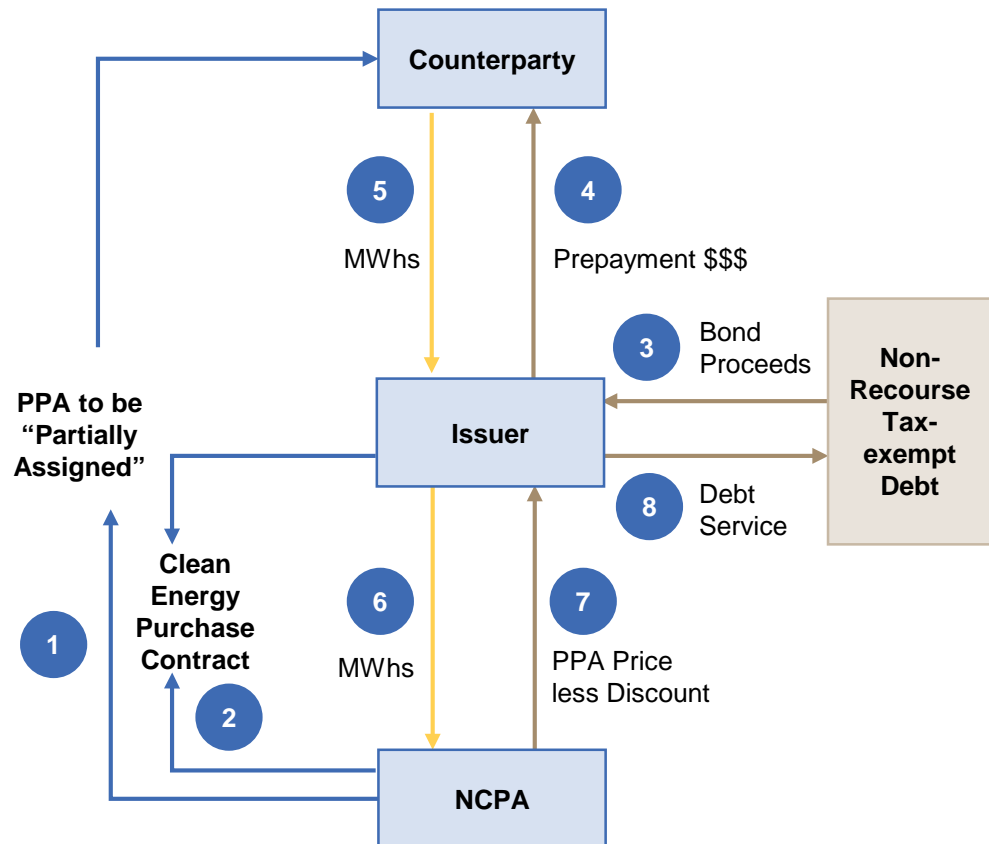 Counterparty
5
4
MWhs
Prepayment $$$
3
Bond
Proceeds
Non-
Recourse
Tax-
exempt
Debt
PPA to be
“Partially
Assigned”
Issuer
8
Debt
Service
Clean
Energy
Purchase
Contract
1
2
6
7
MWhs
PPA Price
less Discount
NCPA